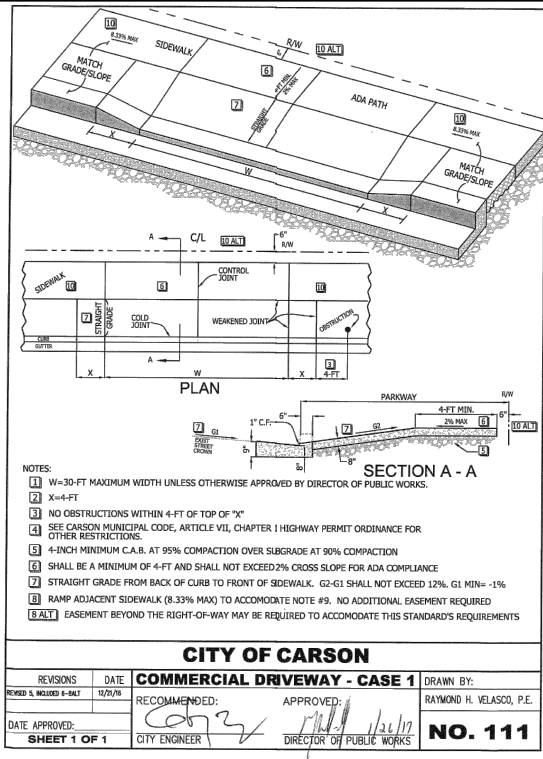 10
8.33% MAX
SIDEWALK
R/W
10 ALT
6"
MATCH
GRADE/SLOPE
6
4-FT MIN.
2% MAX
7
STRAIGHT
GRADE
ADA PATH
10
8.33% MAX
MATCH
GRADE/SLOPE
X
W
X
A
C/L
10 ALT
6"
R/W
SIDEWALK
10
6
CONTROL
JOINT
10
7
STRAIGHT
GRADE
COLD
JOINT
WEAKENED JOINT
OBSTRUCTION
CURB
GUTTER
A
3
X
W
X
4-FT
PLAN
PARKWAY
R/W
6"
4-FT MIN.
1" C.F.
7
G1
EXIST
STREET
CROWN
9"
8"
7
G2
8"
2% MAX
6
6"
10 ALT
5
SECTION A - A
NOTES:
1 W=30-FT MAXIMUM WIDTH UNLESS OTHERWISE APPROVED BY DIRECTOR OF PUBLIC WORKS.
2 X=4-FT
3 NO OBSTRUCTIONS WITHIN 4-FT OF TOP OF "X"
4 SEE CARSON MUNICIPAL CODE, ARTICLE VII, CHAPTER I HIGHWAY PERMIT ORDINANCE FOR
OTHER RESTRICTIONS.
5 4-INCH MINIMUM C.A.B. AT 95% COMPACTION OVER SUBGRADE AT 90% COMPACTION
6 SHALL BE A MINIMUM OF 4-FT AND SHALL NOT EXCEED 2% CROSS SLOPE FOR ADA COMPLIANCE
7 STRAIGHT GRADE FROM BACK OF CURB TO FRONT OF SIDEWALK. G2-G1 SHALL NOT EXCEED 12%. G1 MIN= -1%
8 RAMP ADJACENT SIDEWALK (8.33% MAX) TO ACCOMODATE NOTE #9. NO ADDITIONAL EASEMENT REQUIRED
8 ALT EASEMENT BEYOND THE RIGHT-OF-WAY MAY BE REQUIRED TO ACCOMODATE THIS STANDARD'S REQUIREMENTS
CITY OF CARSON
REVISIONS DATE
REVISED 5, INCLUDED 6-8ALT 12/21/16
DATE APPROVED:
SHEET 1 OF 1
COMMERCIAL DRIVEWAY - CASE 1
RECOMMENDED:
CITY ENGINEER
APPROVED:
1/26/17
DIRECTOR OF PUBLIC WORKS
DRAWN BY:
RAYMOND H. VELASCO, P.E.
NO. 111